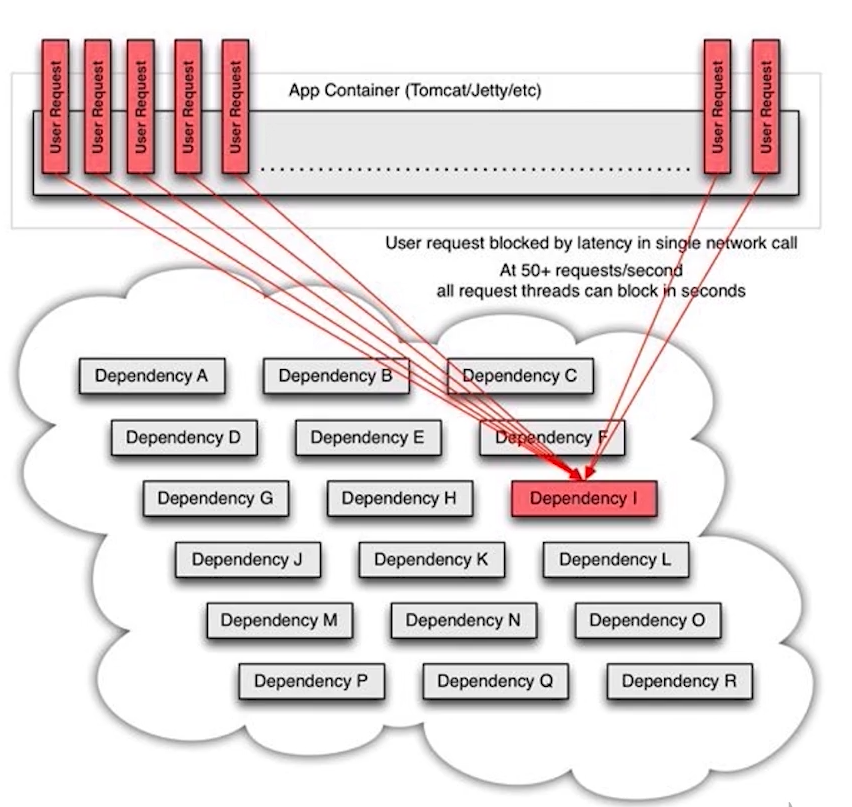 User Request
User Request
User Request
User Request
User Request
User Request
User Request
App Container (Tomcat/Jetty/etc)
User request blocked by latency in single network call
At 50+ requests/second
all request threads can block in seconds
Dependency A
Dependency B
Dependency C
Dependency D
Dependency E
Dependency F
Dependency G
Dependency H
Dependency I
Dependency J
Dependency K
Dependency L
Dependency M
Dependency N
Dependency O
Dependency P
Dependency Q
Dependency R